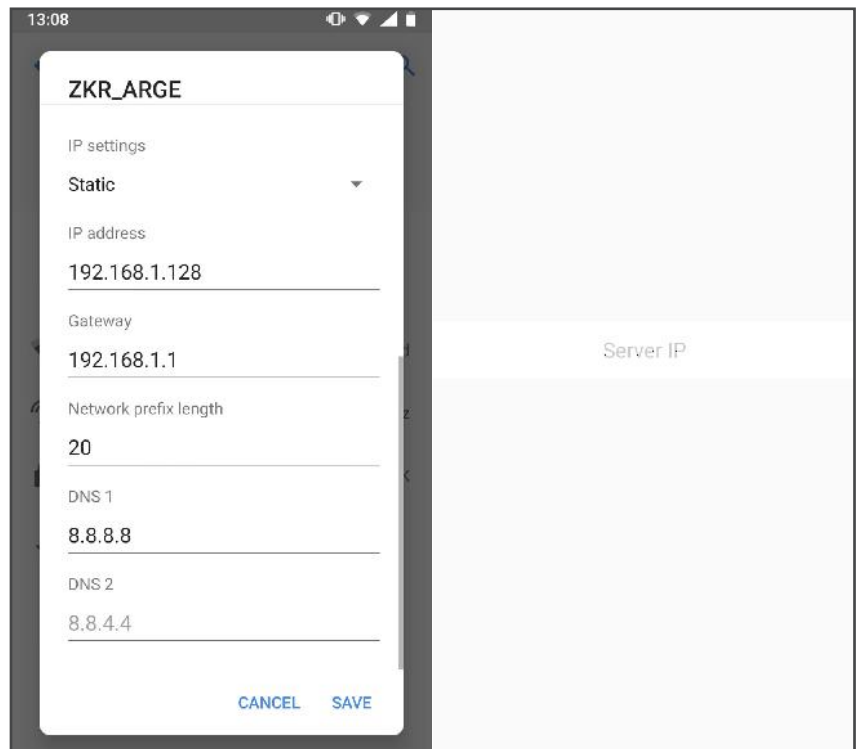 13:08
ZKR_ARGE
IP settings
Static
IP address
192.168.1.128
Gateway
192.168.1.1
Network prefix length
20
DNS 1
8.8.8.8
DNS 2
8.8.4.4
CANCEL SAVE
Server IP